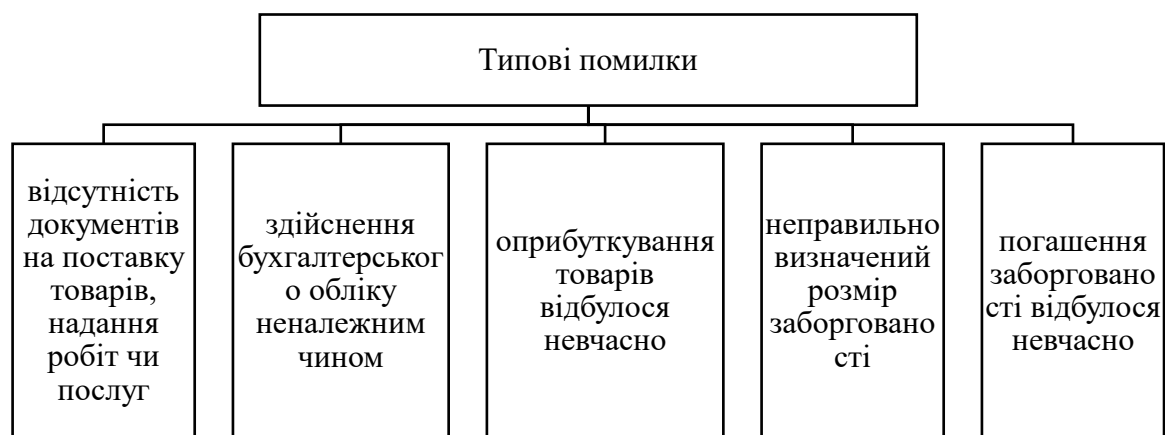 Типові помилки
відсутність
документів
на поставку
товарів,
надання
робіт чи
послуг
здійснення
бухгалтерськог
о обліку
неналежним
чином
оприбуткування
товарів
відбулося
невчасно
неправильно
визначений
розмір
заборговано
сті
погашення
заборговано
сті відбулося
невчасно